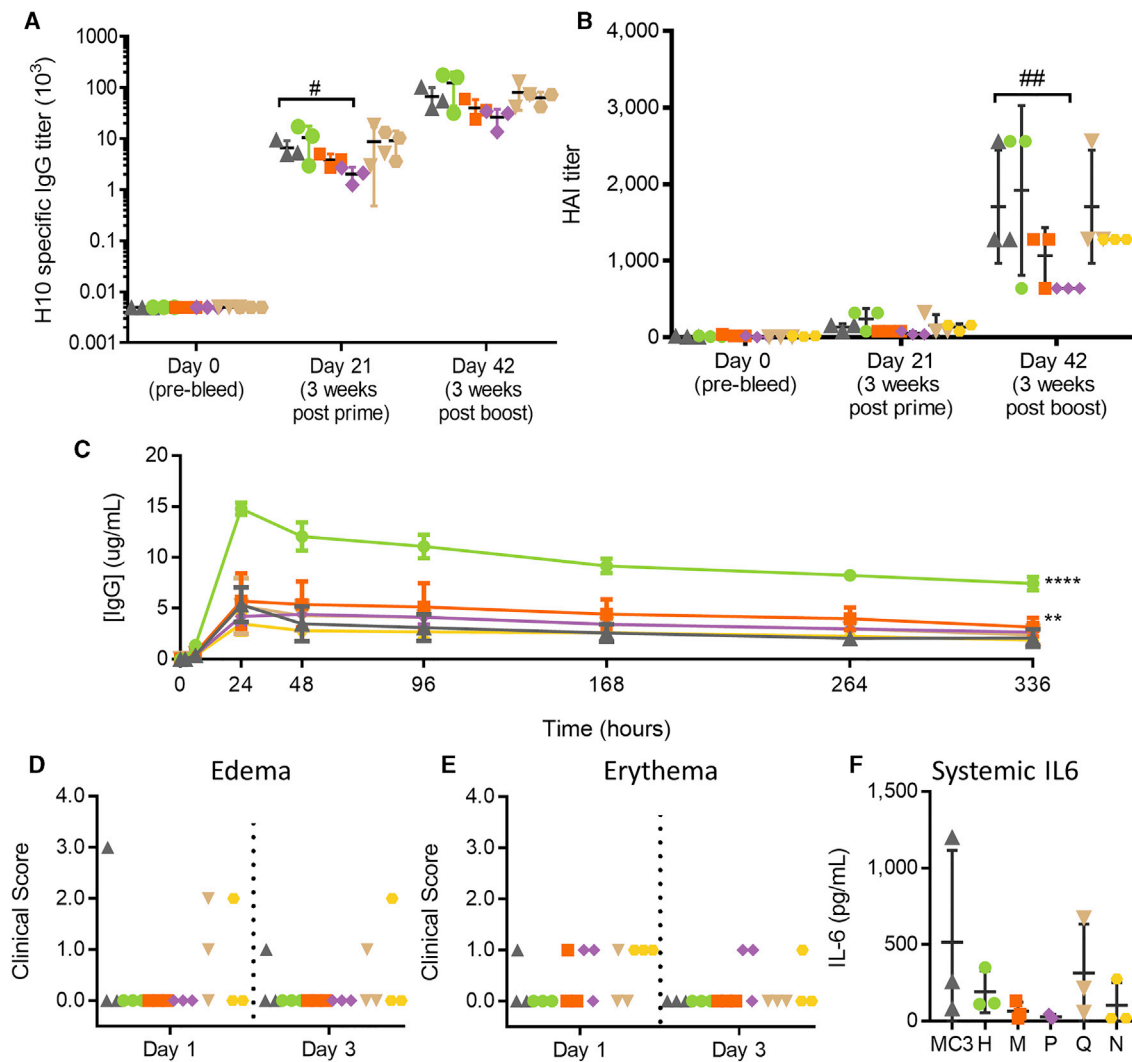 A
H10 specific IgG titer (10³)
1000
100
10
1
0.1
0.01
0.001
#
Day 0
(pre-bleed)
Day 21
(3 weeks
post prime)
Day 42
(3 weeks
post boost)
B
HAI titer
4,000
3,000
2,000
1,000
0
##
Day 0
(pre-bleed)
Day 21
(3 weeks
post prime)
Day 42
(3 weeks
post boost)
C
[IgG] (ug/mL)
20
15
10
5
0
****
**
0 24 48 96 168 264 336
Time (hours)
D
Edema
Clinical Score
4.0
3.0
2.0
1.0
0.0
Day 1 Day 3
E
Erythema
Clinical Score
4.0
3.0
2.0
1.0
0.0
Day 1 Day 3
F
Systemic IL6
IL-6 (pg/mL)
1,500
1,000
500
0
MC3 H M P Q N